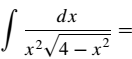 ∫ dx / (x²√(4 − x²)) =